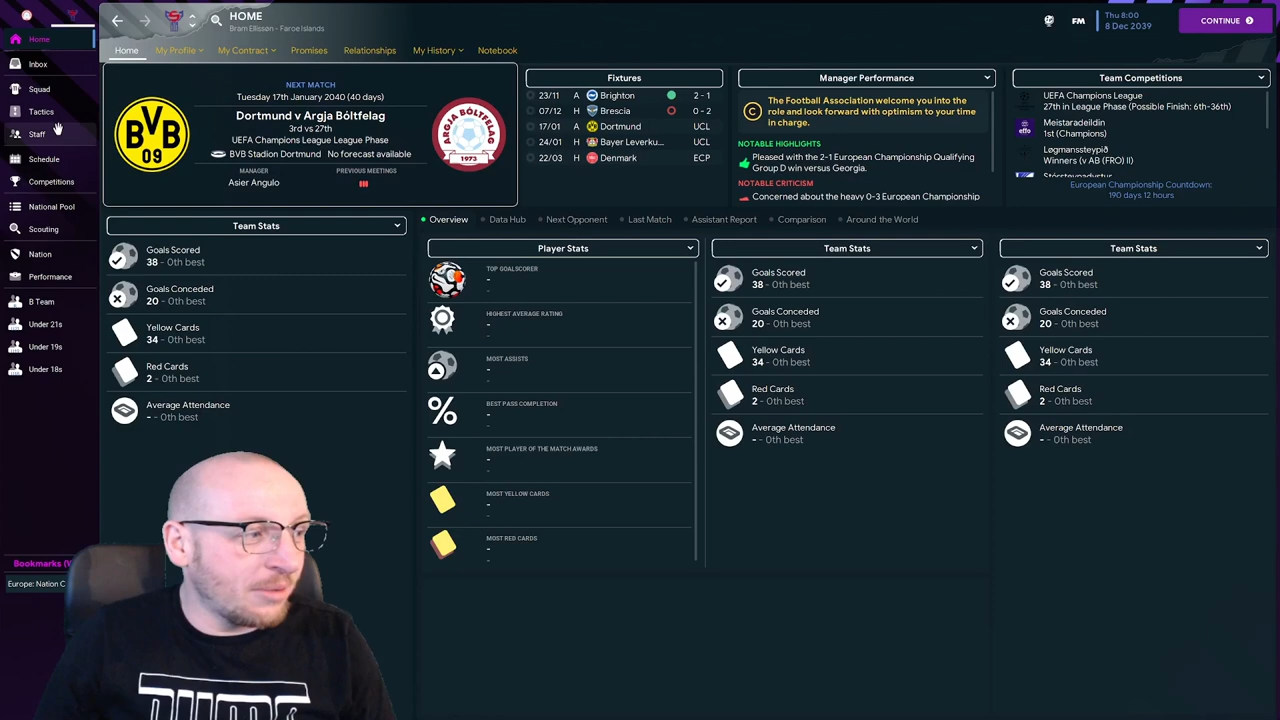 HOME
Bram Ellisson - Faroe Islands
FM
Thu 8:00
8 Dec 2039
CONTINUE
Home
My Profile
My Contract
Promises
Relationships
My History
Notebook
Home
Inbox
Squad
Tactics
Staff
Schedule
Competitions
National Pool
Scouting
Nation
Performance
B Team
Under 21s
Under 19s
Under 18s
Europe: Nation C
NEXT MATCH
Tuesday 17th January 2040 (40 days)
Dortmund v Argja Bóltfelag
3rd v 27th
UEFA Champions League League Phase
BVB Stadion Dortmund No forecast available
MANAGER
Asier Angulo
PREVIOUS MEETINGS
BVB
09
ARGJA BÓLTFELAG
1973
Fixtures
23/11 A Brighton 2 - 1
07/12 H Brescia 0 - 2
17/01 A Dortmund UCL
24/01 H Bayer Leverku... UCL
22/03 H Denmark ECP
Manager Performance
The Football Association welcome you into the
role and look forward with optimism to your
time in charge.
NOTABLE HIGHLIGHTS
Pleased with the 2-1 European Championship Qualifying
Group D win versus Georgia.
NOTABLE CRITICISM
Concerned about the heavy 0-3 European Championship
Team Competitions
UEFA Champions League
27th in League Phase (Possible Finish: 6th-36th)
effo
Meistaradeildin
1st (Champions)
Løgmanssteypið
Winners (v AB (FRO) II)
European Championship Countdown:
190 days 12 hours
Overview
Data Hub
Next Opponent
Last Match
Assistant Report
Comparison
Around the World
Team Stats
Goals Scored
38 - 0th best
Goals Conceded
20 - 0th best
Yellow Cards
34 - 0th best
Red Cards
2 - 0th best
Average Attendance
- - 0th best
Player Stats
TOP GOALSCORER
-
-
HIGHEST AVERAGE RATING
-
-
MOST ASSISTS
-
-
BEST PASS COMPLETION
-
-
MOST PLAYER OF THE MATCH AWARDS
-
-
MOST YELLOW CARDS
-
-
MOST RED CARDS
-
-
Team Stats
Goals Scored
38 - 0th best
Goals Conceded
20 - 0th best
Yellow Cards
34 - 0th best
Red Cards
2 - 0th best
Average Attendance
- - 0th best
Team Stats
Goals Scored
38 - 0th best
Goals Conceded
20 - 0th best
Yellow Cards
34 - 0th best
Red Cards
2 - 0th best
Average Attendance
- - 0th best